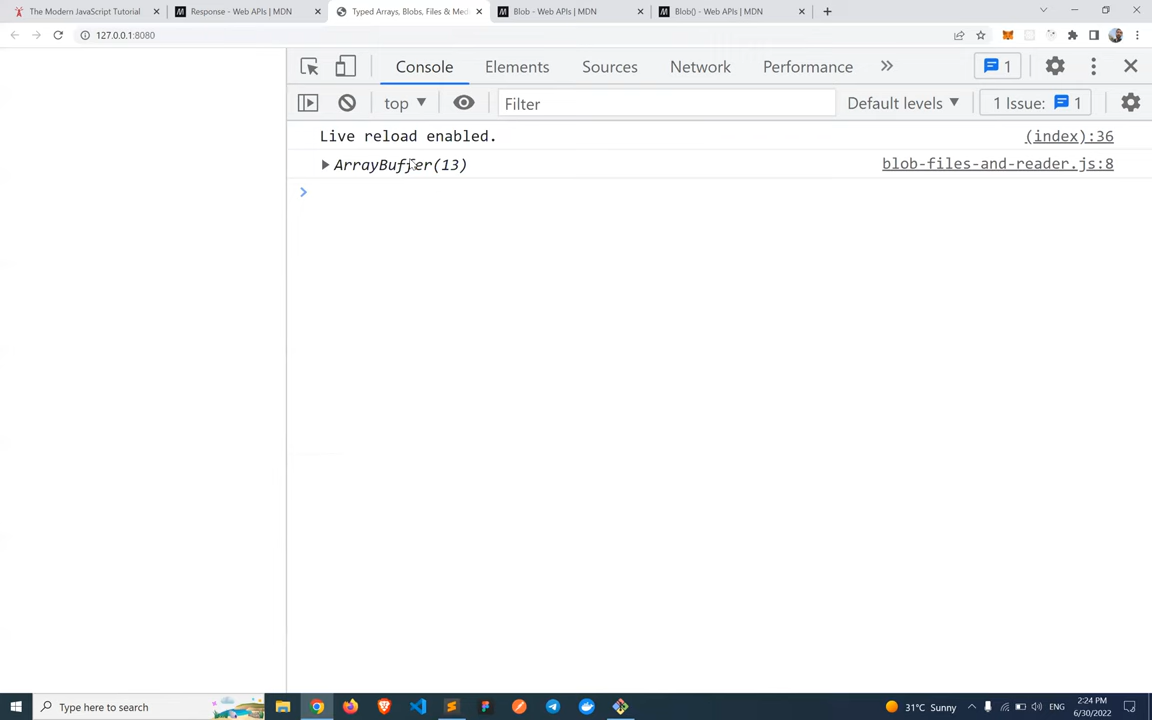 The Modern JavaScript Tutorial
Response - Web APIs | MDN
Typed Arrays, Blobs, Files & Med
Blob - Web APIs | MDN
Blob() - Web APIs | MDN
127.0.0.1:8080
Console
Elements
Sources
Network
Performance
1
top
Filter
Default levels
1 Issue: 1
Live reload enabled.
(index):36
ArrayBuffer(13)
blob-files-and-reader.js:8
Type here to search
31°C Sunny
ENG
2:24 PM
6/30/2022